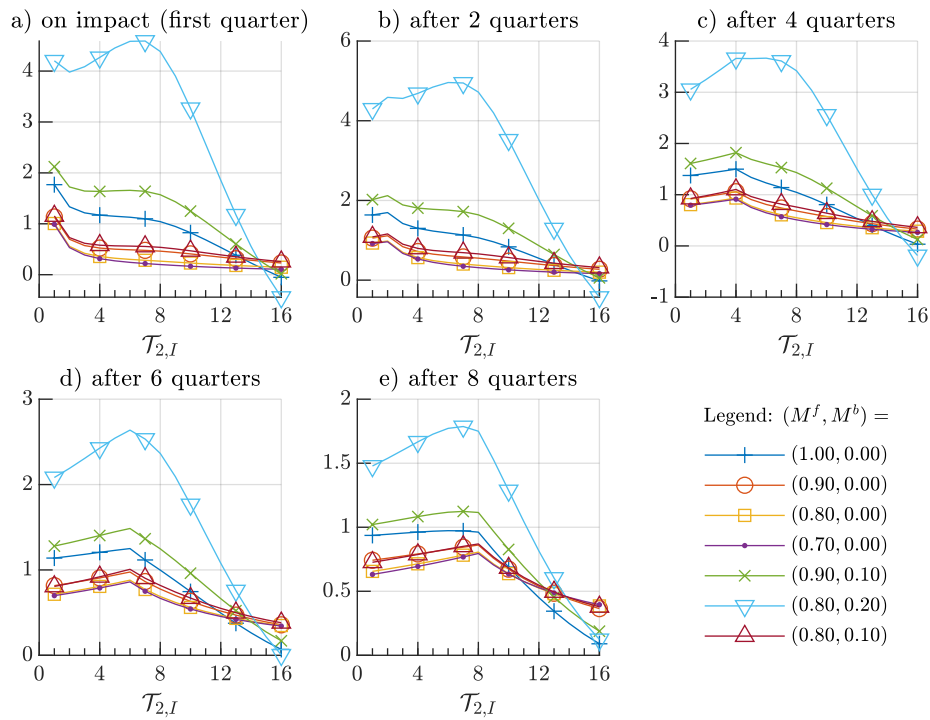 a) on impact (first quarter)
b) after 2 quarters
c) after 4 quarters
4
3
2
1
0
0 4 8 12 16
𝒯2,I
6
4
2
0
0 4 8 12 16
𝒯2,I
4
3
2
1
0
-1
0 4 8 12 16
𝒯2,I
d) after 6 quarters
e) after 8 quarters
3
2
1
0
0 4 8 12 16
𝒯2,I
2
1.5
1
0.5
0
0 4 8 12 16
𝒯2,I
Legend: (M^f, M^b) =
(1.00, 0.00)
(0.90, 0.00)
(0.80, 0.00)
(0.70, 0.00)
(0.90, 0.10)
(0.80, 0.20)
(0.80, 0.10)